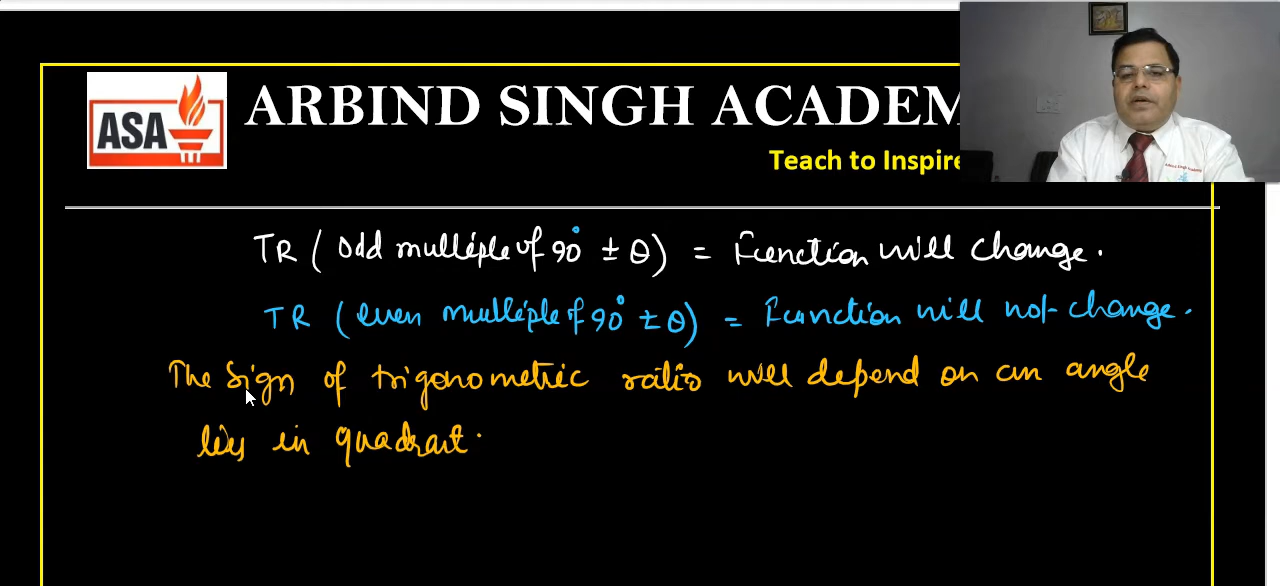 ASA
ARBIND SINGH ACADEM
Teach to Inspire
TR ( odd multiple of 90° ± θ ) = Function will change.
TR ( even multiple of 90° ± θ ) = Function will not change.
The sign of trigonometric ratio will depend on an angle
lies in quadrant.